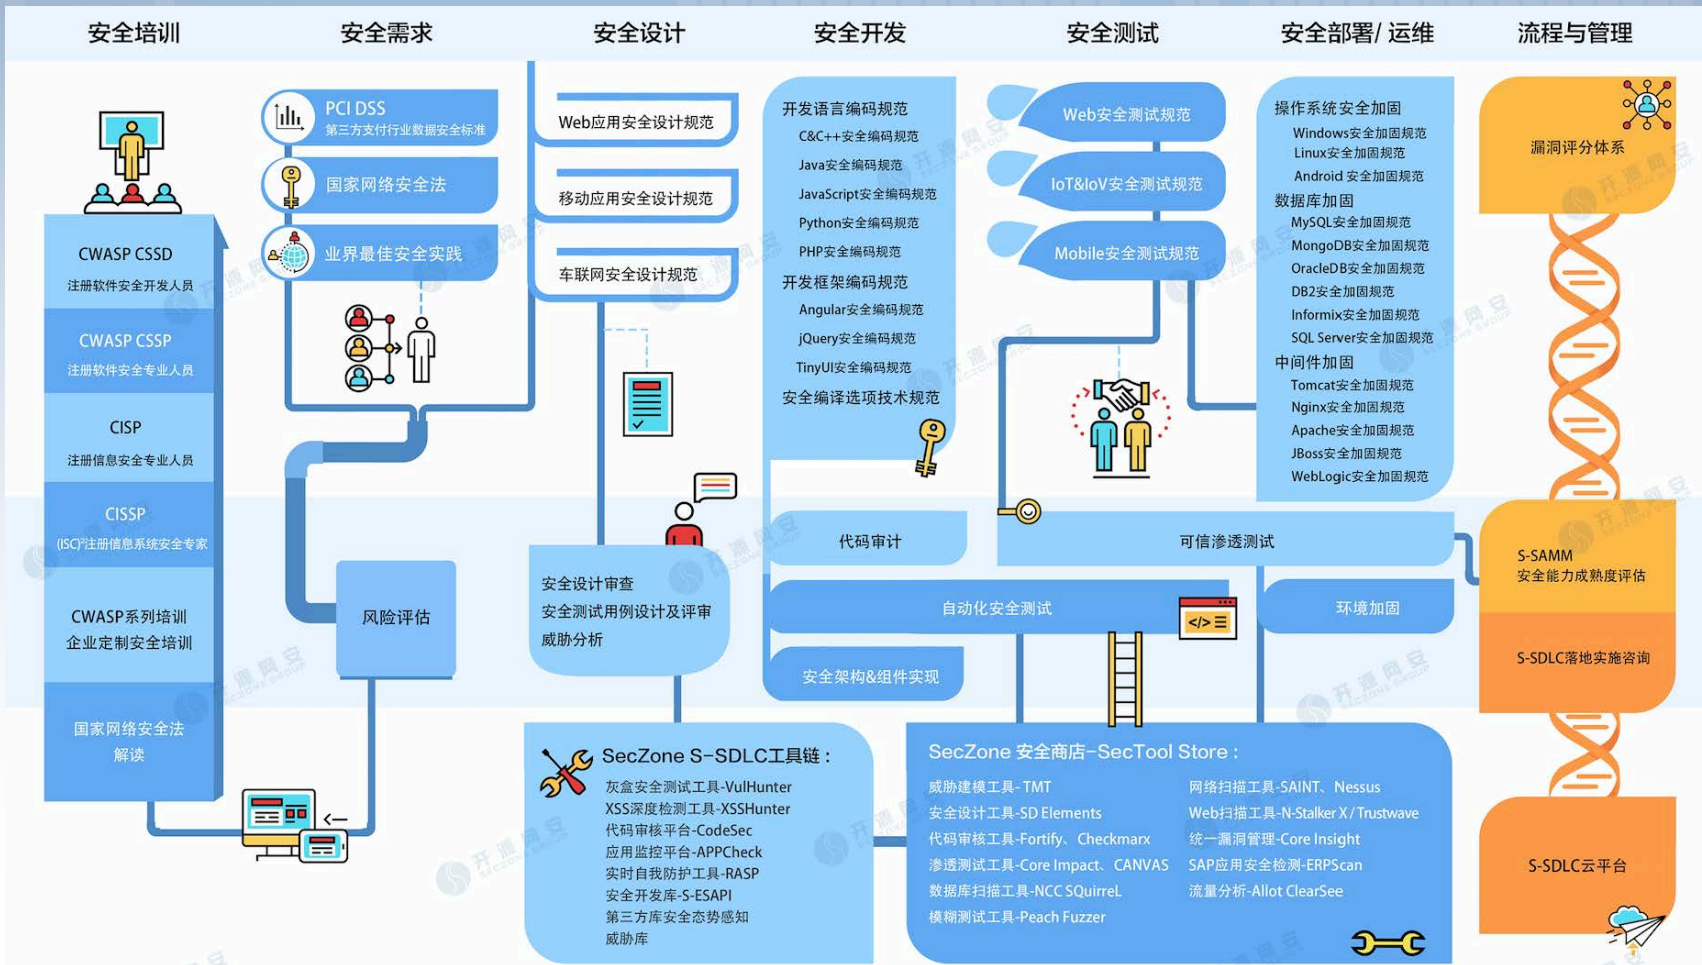 安全培训
安全需求
安全设计
安全开发
安全测试
安全部署/ 运维
流程与管理
CWASP CSSD
注册软件安全开发人员
CWASP CSSP
注册软件安全专业人员
CISP
注册信息安全专业人员
CISSP
(ISC)²注册信息系统安全专家
CWASP系列培训
企业定制安全培训
国家网络安全法
解读
PCI DSS
第三方支付行业数据安全标准
国家网络安全法
业界最佳安全实践
风险评估
Web应用安全设计规范
移动应用安全设计规范
车联网安全设计规范
安全设计审查
安全测试用例设计及评审
威胁分析
开发语言编码规范
C&C++安全编码规范
Java安全编码规范
JavaScript安全编码规范
Python安全编码规范
PHP安全编码规范
开发框架编码规范
Angular安全编码规范
jQuery安全编码规范
TinyUI安全编码规范
安全编译选项技术规范
代码审计
自动化安全测试
安全架构&组件实现
Web安全测试规范
IoT&IoV安全测试规范
Mobile安全测试规范
可信渗透测试
</>
操作系统安全加固
Windows安全加固规范
Linux安全加固规范
Android 安全加固规范
数据库加固
MySQL安全加固规范
MongoDB安全加固规范
OracleDB安全加固规范
DB2安全加固规范
Informix安全加固规范
SQL Server安全加固规范
中间件加固
Tomcat安全加固规范
Nginx安全加固规范
Apache安全加固规范
JBoss安全加固规范
WebLogic安全加固规范
环境加固
漏洞评分体系
S-SAMM
安全能力成熟度评估
S-SDLC落地实施咨询
S-SDLC云平台
SecZone S-SDLC工具链：
灰盒安全测试工具-VulHunter
XSS深度检测工具-XSSHunter
代码审核平台-CodeSec
应用监控平台-APPCheck
实时自我防护工具-RASP
安全开发库-S-ESAPI
第三方库安全态势感知
威胁库
SecZone 安全商店-SecTool Store：
威胁建模工具- TMT
安全设计工具-SD Elements
代码审核工具-Fortify、Checkmarx
渗透测试工具-Core Impact、CANVAS
数据库扫描工具-NCC SQuirreL
模糊测试工具-Peach Fuzzer
网络扫描工具-SAINT、Nessus
Web扫描工具-N-Stalker X / Trustwave
统一漏洞管理-Core Insight
SAP应用安全检测-ERPScan
流量分析-Allot ClearSee
开源网安
SECZONE GROUP